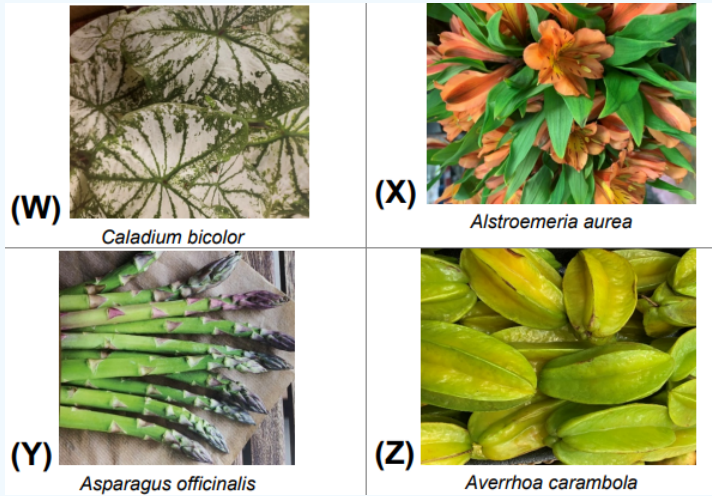 (W)
Caladium bicolor
(X)
Alstroemeria aurea
(Y)
Asparagus officinalis
(Z)
Averrhoa carambola